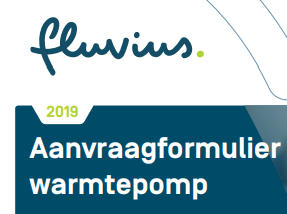 fluvius.
2019
Aanvraagformulier
warmtepomp